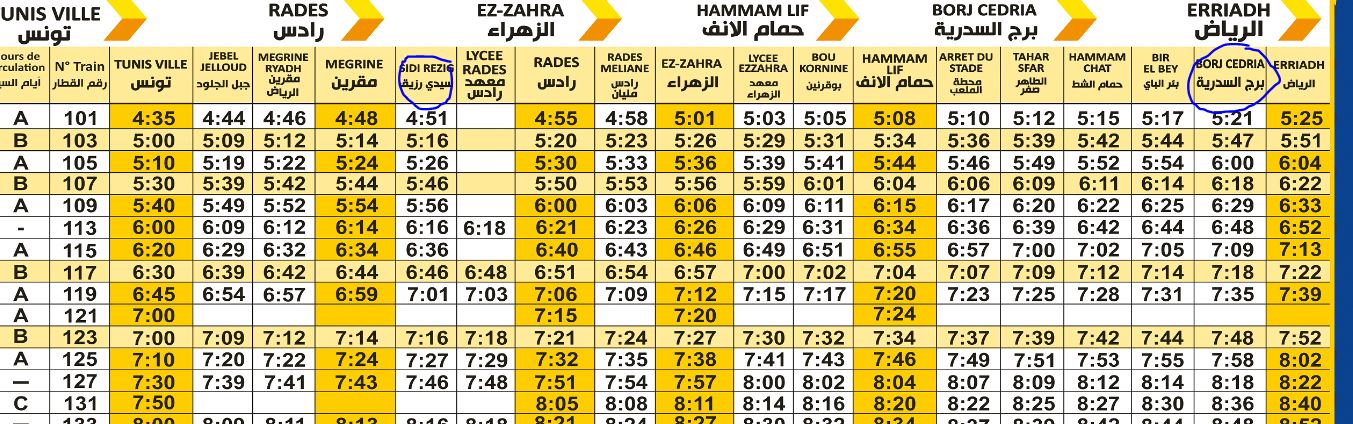 TUNIS VILLE RADES EZ-ZAHRA HAMMAM LIF BORJ CEDRIA ERRIADH
تونس رادس الزهراء حمام الانف برج السدرية الرياض
N° Train TUNIS VILLE JEBEL JELLOUD MEGRINE RYADH MEGRINE SIDI REZIG LYCEE RADES RADES RADES MELIANE EZ-ZAHRA LYCEE EZZAHRA BOU KORNINE HAMMAM LIF ARRET DU STADE TAHAR SFAR HAMMAM CHAT BIR EL BEY BORJ CEDRIA ERRIADH
رقم القطار تونس جبل الجلود مقرين الرياض مقرين سيدي رزيق معهد رادس رادس رادس مليان الزهراء معهد الزهراء بوقرنين حمام الانف محطة الملعب الطاهر صفر حمام الشط بئر الباي برج السدرية الرياض
A 101 4:35 4:44 4:46 4:48 4:51 4:55 4:58 5:01 5:03 5:05 5:08 5:10 5:12 5:15 5:17 5:21 5:25
B 103 5:00 5:09 5:12 5:14 5:16 5:20 5:23 5:26 5:29 5:31 5:34 5:36 5:39 5:42 5:44 5:47 5:51
A 105 5:10 5:19 5:22 5:24 5:26 5:30 5:33 5:36 5:39 5:41 5:44 5:46 5:49 5:52 5:54 6:00 6:04
B 107 5:30 5:39 5:42 5:44 5:46 5:50 5:53 5:56 5:59 6:01 6:04 6:06 6:09 6:11 6:14 6:18 6:22
A 109 5:40 5:49 5:52 5:54 5:56 6:00 6:03 6:06 6:09 6:11 6:15 6:17 6:20 6:22 6:25 6:29 6:33
- 113 6:00 6:09 6:12 6:14 6:16 6:18 6:21 6:23 6:26 6:29 6:31 6:34 6:36 6:39 6:42 6:44 6:48 6:52
A 115 6:20 6:29 6:32 6:34 6:36 6:40 6:43 6:46 6:49 6:51 6:55 6:57 7:00 7:02 7:05 7:09 7:13
B 117 6:30 6:39 6:42 6:44 6:46 6:48 6:51 6:54 6:57 7:00 7:02 7:04 7:07 7:09 7:12 7:14 7:18 7:22
A 119 6:45 6:54 6:57 6:59 7:01 7:03 7:06 7:09 7:12 7:15 7:17 7:20 7:23 7:25 7:28 7:31 7:35 7:39
A 121 7:00 7:15 7:20 7:24
B 123 7:00 7:09 7:12 7:14 7:16 7:18 7:21 7:24 7:27 7:30 7:32 7:34 7:37 7:39 7:42 7:44 7:48 7:52
A 125 7:10 7:20 7:22 7:24 7:27 7:29 7:32 7:35 7:38 7:41 7:43 7:46 7:49 7:51 7:53 7:55 7:58 8:02
— 127 7:30 7:39 7:41 7:43 7:46 7:48 7:51 7:54 7:57 8:00 8:02 8:04 8:07 8:09 8:12 8:14 8:18 8:22
C 131 7:50 8:05 8:08 8:11 8:14 8:16 8:20 8:22 8:25 8:27 8:30 8:36 8:40